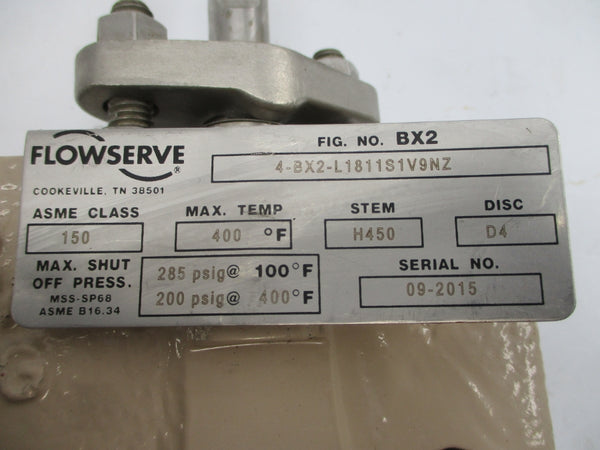 FLOWSERVE®
COOKEVILLE, TN 38501
FIG. NO. BX2
4-BX2-L1811S1V9NZ
ASME CLASS
150
MAX. TEMP
400 °F
STEM
H450
DISC
D4
MAX. SHUT
OFF PRESS.
MSS-SP68
ASME B16.34
285 psig@ 100°F
200 psig@ 400°F
SERIAL NO.
09-2015